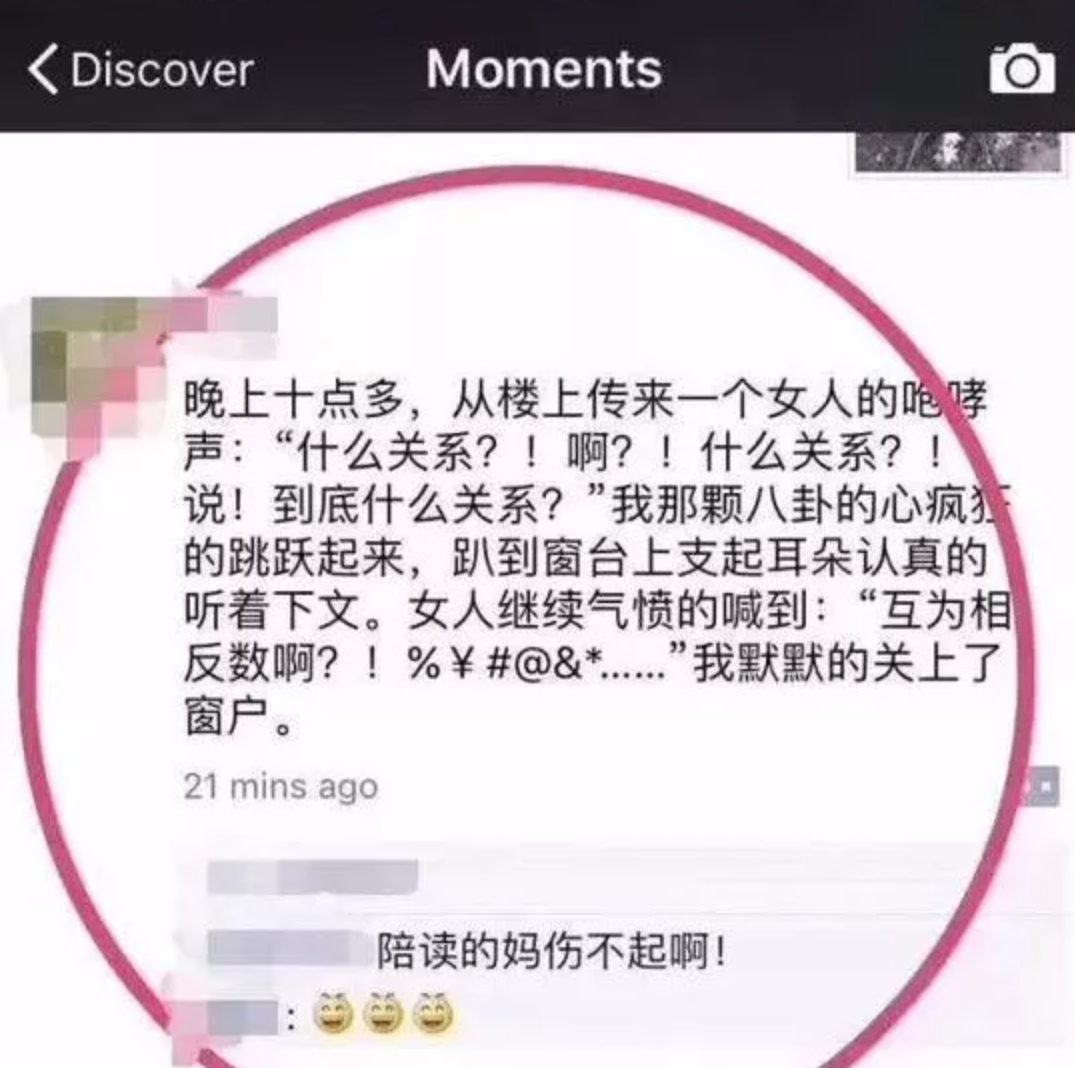 Discover
Moments
晚上十点多，从楼上传来一个女人的咆哮
声：“什么关系？！啊？！什么关系？！
说！到底什么关系？”我那颗八卦的心疯狂
的跳跃起来，趴到窗台上支起耳朵认真的
听着下文。女人继续气愤的喊到：“互为相
反数啊？！%￥#@&*……”我默默的关上了
窗户。
21 mins ago
陪读的妈伤不起啊！
: